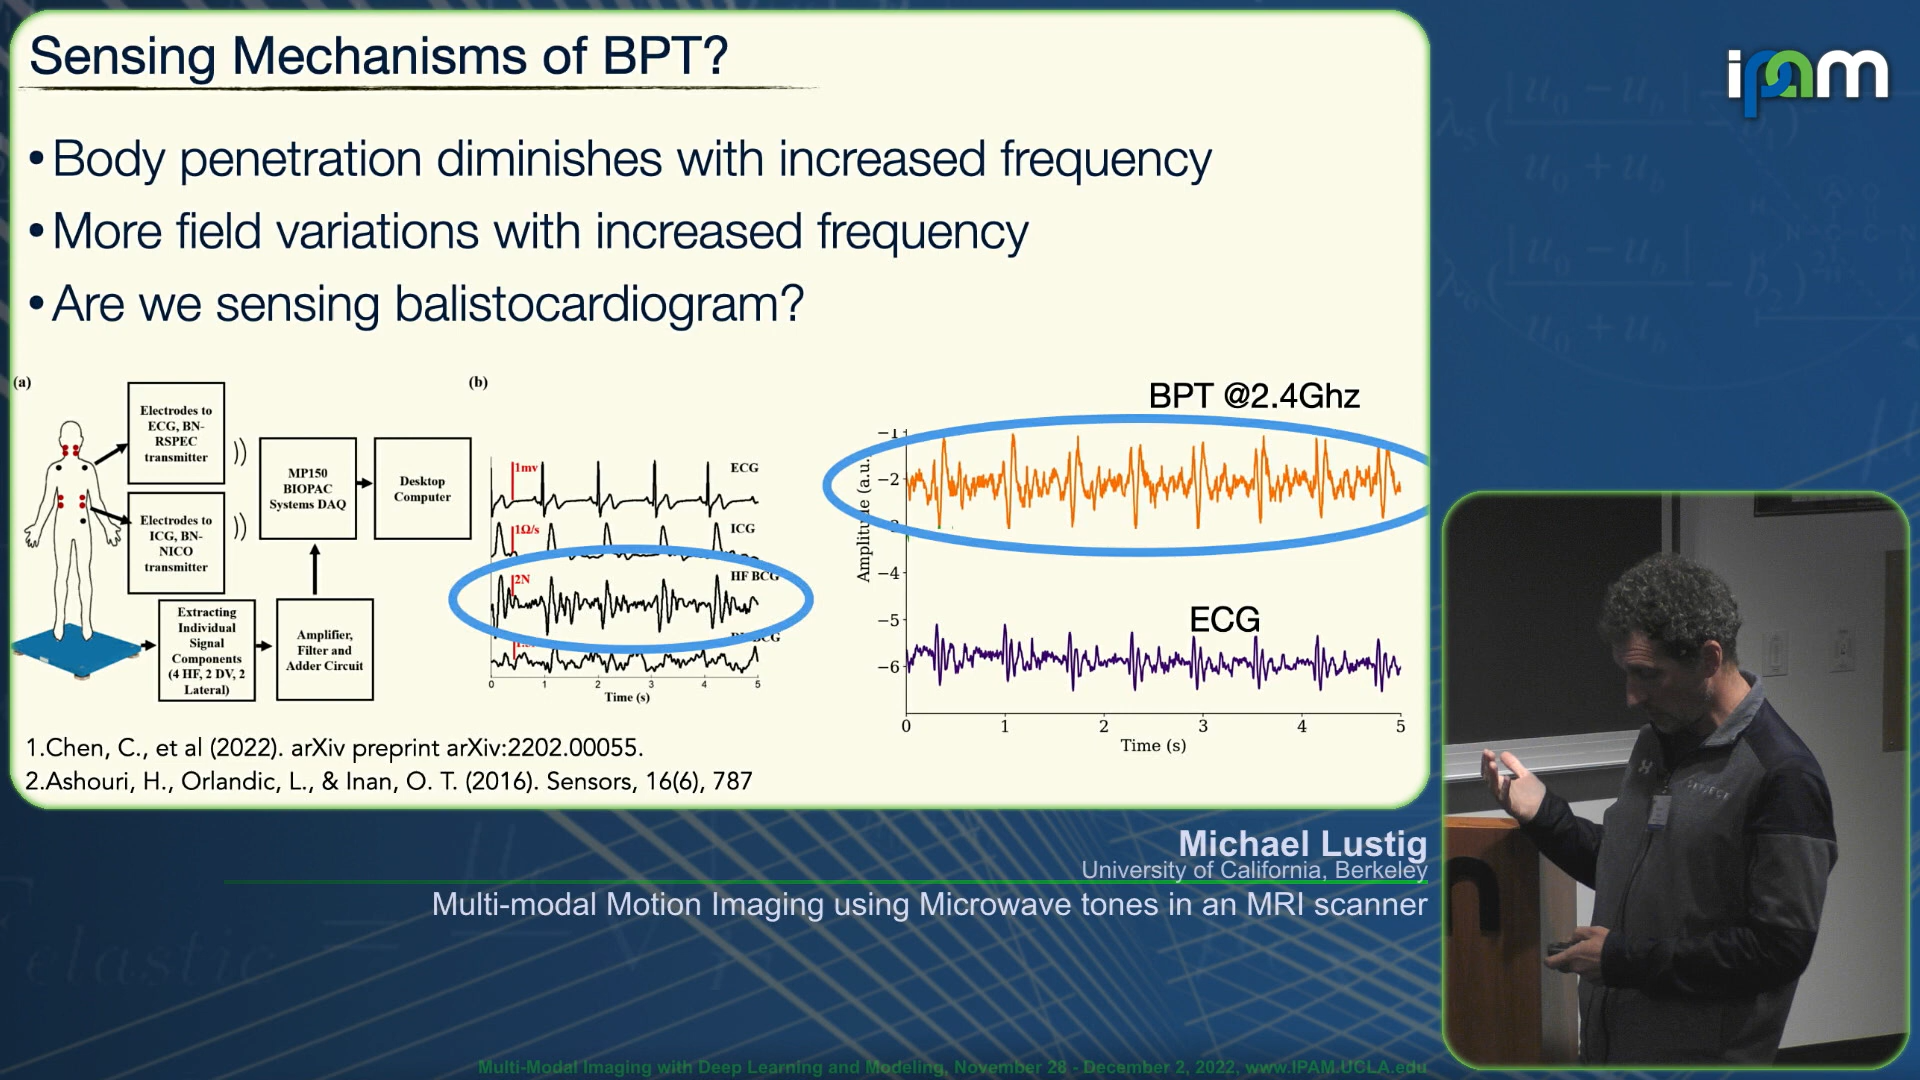 Sensing Mechanisms of BPT?
•Body penetration diminishes with increased frequency
•More field variations with increased frequency
•Are we sensing balistocardiogram?
(a)
Electrodes to
ECG, BN-
RSPEC
transmitter
Electrodes to
ICG, BN-
NICO
transmitter
MP150
BIOPAC
Systems DAQ
Desktop
Computer
Extracting
Individual
Signal
Components
(4 HF, 2 DV, 2
Lateral)
Amplifier,
Filter and
Adder Circuit
(b)
1mv
ECG
1Ω/s
ICG
2N
HF BCG
0 1 2 3 4 5
Time (s)
BPT @2.4Ghz
Amplitude (a.u.)
−1
−2
−4
−5
−6
ECG
0 1 2 3 4 5
Time (s)
1.Chen, C., et al (2022). arXiv preprint arXiv:2202.00055.
2.Ashouri, H., Orlandic, L., & Inan, O. T. (2016). Sensors, 16(6), 787
ipam
Michael Lustig
University of California, Berkeley
Multi-modal Motion Imaging using Microwave tones in an MRI scanner
Multi-Modal Imaging with Deep Learning and Modeling, November 28 - December 2, 2022, www.IPAM.UCLA.edu
elastic